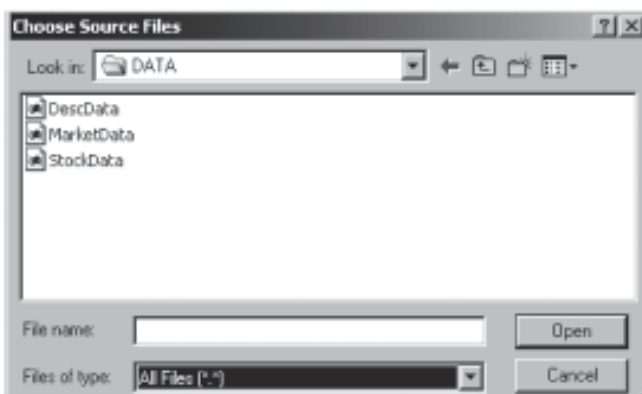 Choose Source Files
Look in: DATA
DescData
MarketData
StockData
File name: Open
Files of type: All Files (*.*) Cancel